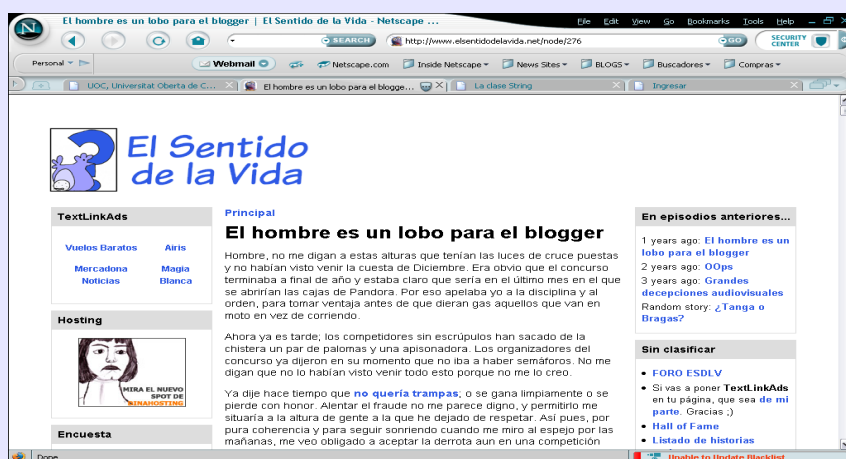 El hombre es un lobo para el blogger | El Sentido de la Vida - Netscape ...
File Edit View Go Bookmarks Tools Help
SEARCH
http://www.elsentidodelavida.net/node/276
GO
SECURITY
CENTER
Personal
Webmail
Netscape.com
Inside Netscape
News Sites
BLOGS
Buscadores
Compras
UOC, Universitat Oberta de C...
El hombre es un lobo para el blogge...
La clase String
Ingresar
El Sentido
de la Vida
TextLinkAds
Vuelos Baratos Airis
Mercadona Magia
Noticias Blanca
Hosting
MIRA EL NUEVO
SPOT DE
DINAHOSTING
Encuesta
Principal
El hombre es un lobo para el blogger
Hombre, no me digan a estas alturas que tenían las luces de cruce puestas
y no habían visto venir la cuesta de Diciembre. Era obvio que el concurso
terminaba a final de año y estaba claro que sería en el último mes en el que
se abrirían las cajas de Pandora. Por eso apelaba yo a la disciplina y al
orden, para tomar ventaja antes de que dieran gas aquellos que van en
moto en vez de corriendo.
Ahora ya es tarde; los competidores sin escrúpulos han sacado de la
chistera un par de palomas y una apisonadora. Los organizadores del
concurso ya dijeron en su momento que no iba a haber semáforos. No me
digan que no lo habían visto venir todo esto porque no me lo creo.
Ya dije hace tiempo que no quería trampas; o se gana limpiamente o se
pierde con honor. Alentar el fraude no me parece digno, y permitirlo me
situaría a la altura de gente a la que he dejado de respetar. Así pues, por
pura coherencia y para seguir sonriendo cuando me miro al espejo por las
mañanas, me veo obligado a aceptar la derrota aun en una competición
En episodios anteriores...
1 years ago: El hombre es un
lobo para el blogger
2 years ago: OOps
3 years ago: Grandes
decepciones audiovisuales
Random story: ¿Tanga o
Bragas?
Sin clasificar
FORO ESDLV
Si vas a poner TextLinkAds
en tu página, que sea de mi
parte. Gracias ;)
Hall of Fame
Listado de historias
Done
Unable to Update Blacklist